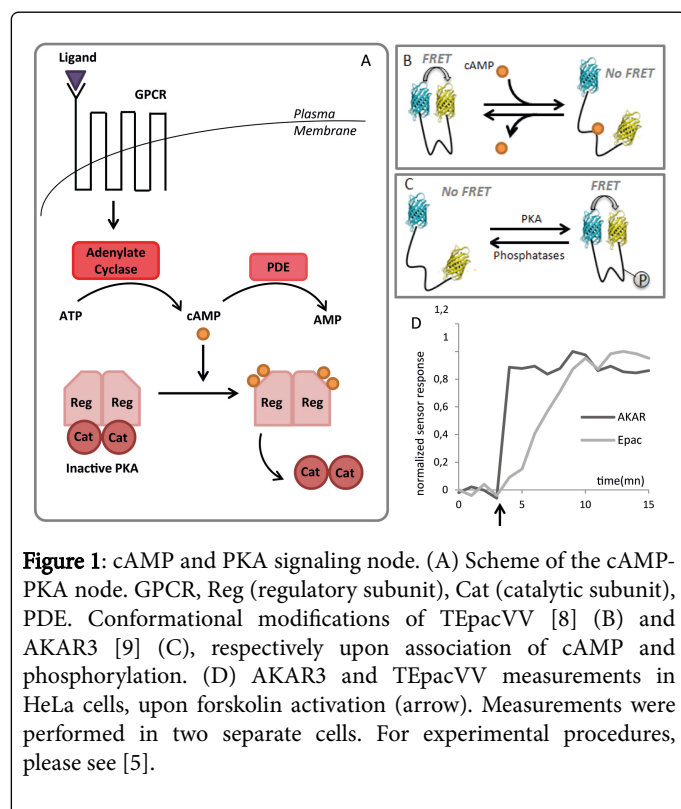 A
Ligand
GPCR
Plasma
Membrane
Adenylate
Cyclase
PDE
ATP
cAMP
AMP
Reg Reg
Cat Cat
Inactive PKA
Reg Reg
Cat Cat
B
FRET
cAMP
No FRET
C
No FRET
PKA
Phosphatases
FRET
P
D
normalized sensor response
1,2
1
0,8
0,6
0,4
0,2
0
0 5 10 15
time(mn)
AKAR
Epac
Figure 1: cAMP and PKA signaling node. (A) Scheme of the cAMP-
PKA node. GPCR, Reg (regulatory subunit), Cat (catalytic subunit),
PDE. Conformational modifications of TEpacVV [8] (B) and
AKAR3 [9] (C), respectively upon association of cAMP and
phosphorylation. (D) AKAR3 and TEpacVV measurements in
HeLa cells, upon forskolin activation (arrow). Measurements were
performed in two separate cells. For experimental procedures,
please see [5].